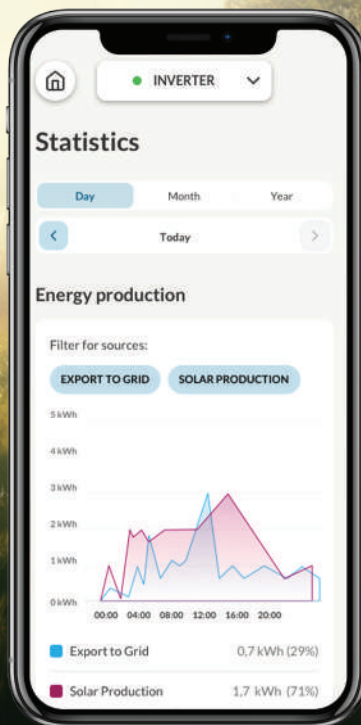 INVERTER
Statistics
Day Month Year
Today
Energy production
Filter for sources:
EXPORT TO GRID SOLAR PRODUCTION
5 kWh
4 kWh
3 kWh
2 kWh
1 kWh
0 kWh
00:00 04:00 08:00 12:00 16:00 20:00
Export to Grid 0,7 kWh (29%)
Solar Production 1,7 kWh (71%)